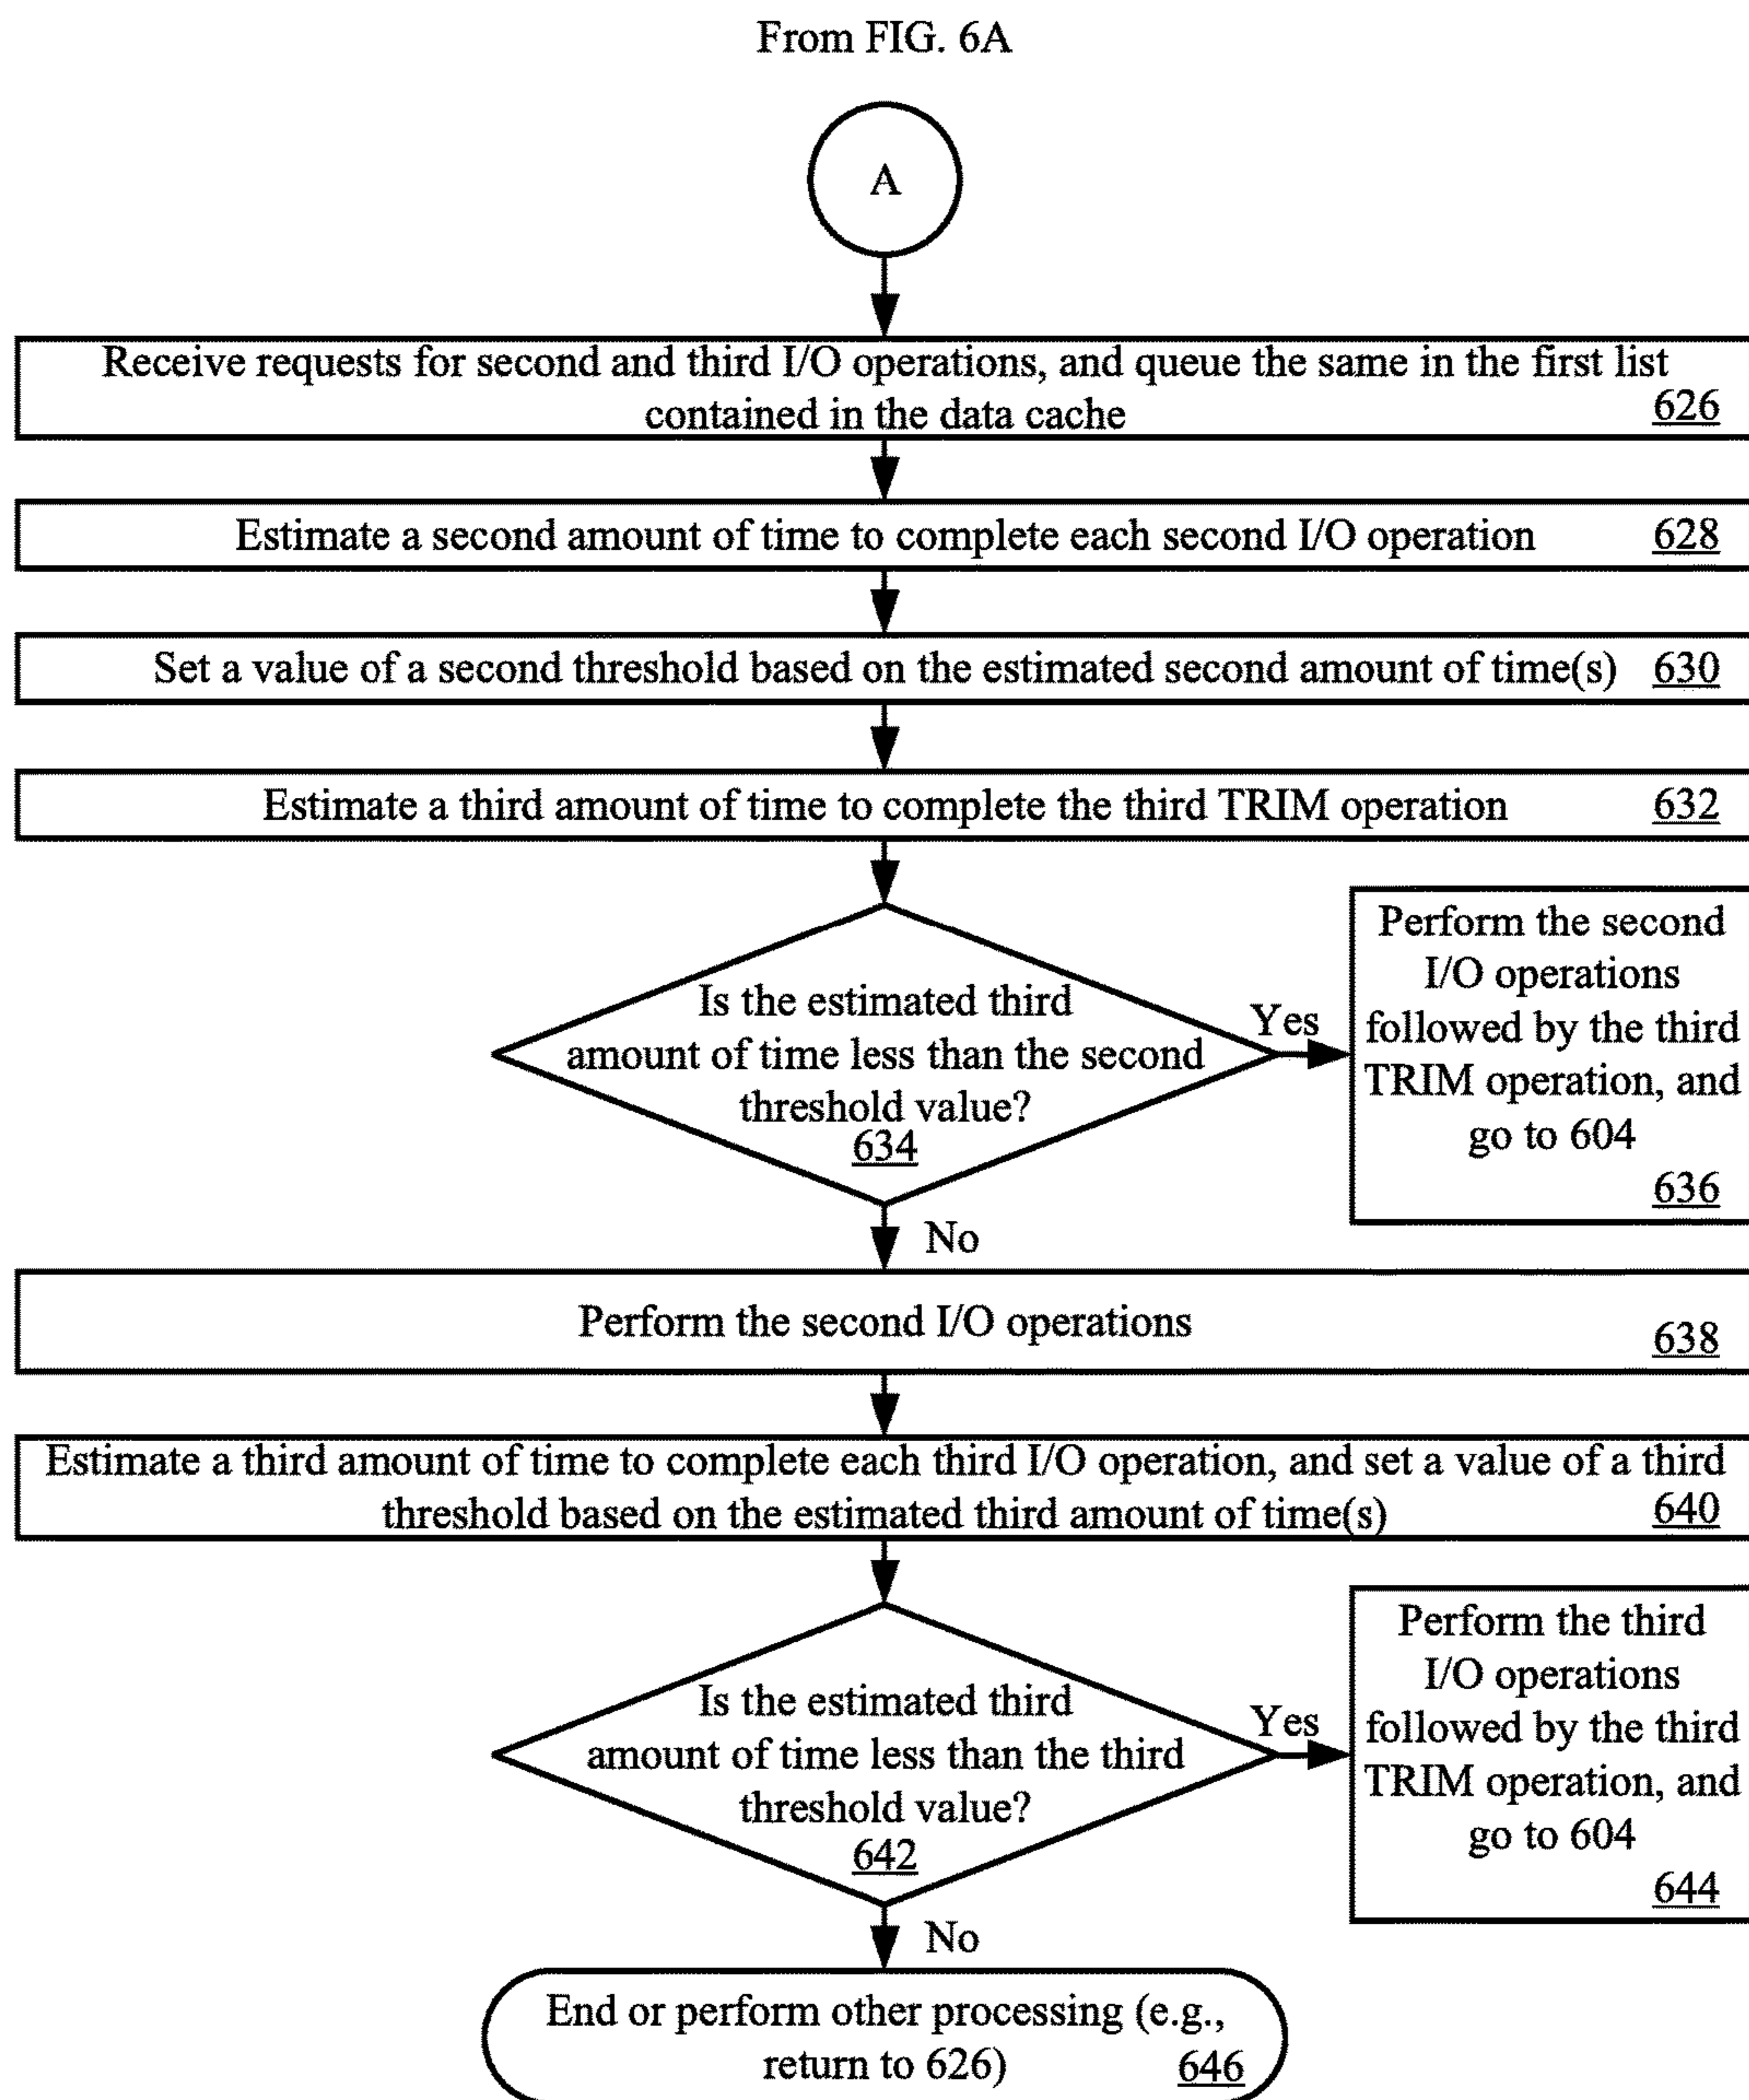 From FIG. 6A
A
Receive requests for second and third I/O operations, and queue the same in the first list
contained in the data cache
626
Estimate a second amount of time to complete each second I/O operation
628
Set a value of a second threshold based on the estimated second amount of time(s)
630
Estimate a third amount of time to complete the third TRIM operation
632
Is the estimated third
amount of time less than the second
threshold value?
634
Yes
Perform the second
I/O operations
followed by the third
TRIM operation, and
go to 604
636
No
Perform the second I/O operations
638
Estimate a third amount of time to complete each third I/O operation, and set a value of a third
threshold based on the estimated third amount of time(s)
640
Is the estimated third
amount of time less than the third
threshold value?
642
Yes
Perform the third
I/O operations
followed by the third
TRIM operation, and
go to 604
644
No
End or perform other processing (e.g.,
return to 626)
646